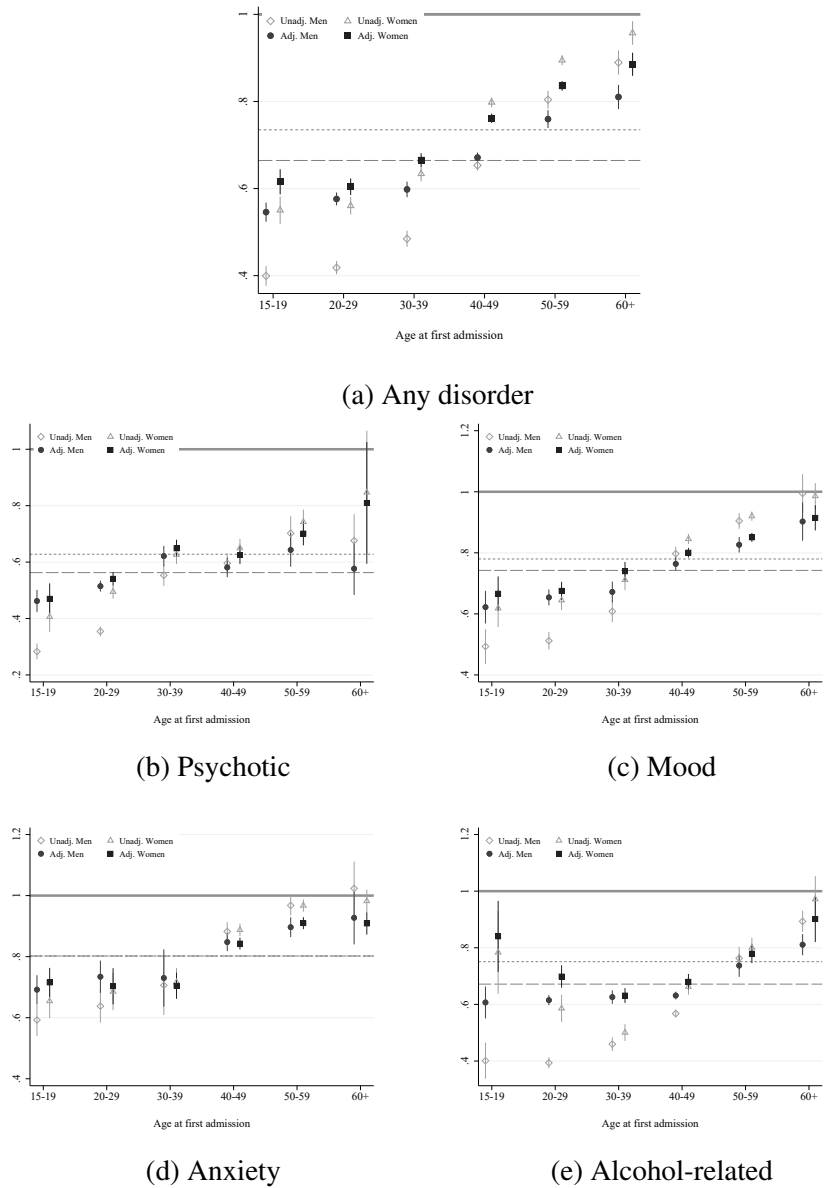 Unadj. Men Unadj. Women
Adj. Men Adj. Women
1
.8
.6
.4
15-19 20-29 30-39 40-49 50-59 60+
Age at first admission
(a) Any disorder
Unadj. Men Unadj. Women
Adj. Men Adj. Women
1
.8
.6
.4
.2
15-19 20-29 30-39 40-49 50-59 60+
Age at first admission
(b) Psychotic
Unadj. Men Unadj. Women
Adj. Men Adj. Women
1.2
1
.8
.6
.4
15-19 20-29 30-39 40-49 50-59 60+
Age at first admission
(c) Mood
Unadj. Men Unadj. Women
Adj. Men Adj. Women
1.2
1
.8
.6
.4
15-19 20-29 30-39 40-49 50-59 60+
Age at first admission
(d) Anxiety
Unadj. Men Unadj. Women
Adj. Men Adj. Women
1.2
1
.8
.6
.4
15-19 20-29 30-39 40-49 50-59 60+
Age at first admission
(e) Alcohol-related